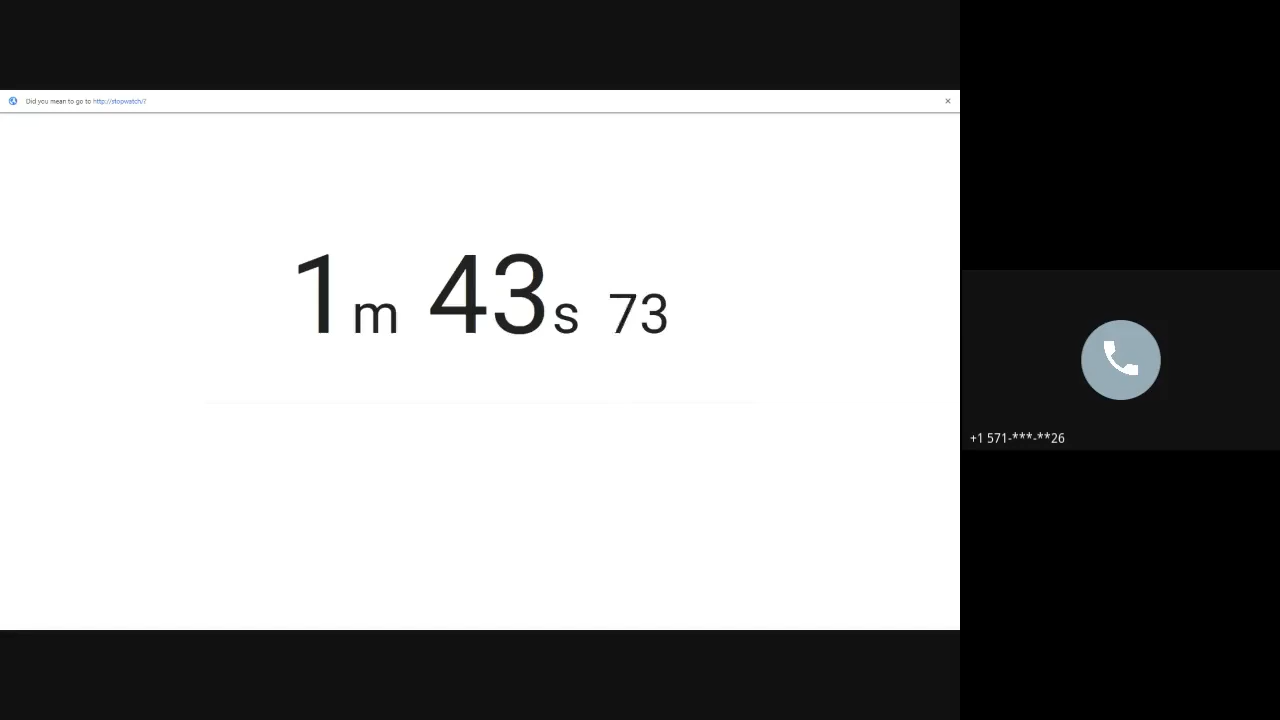 Did you mean to go to http://stopwatch/?
1m 43s 73
+1 571-***-**26